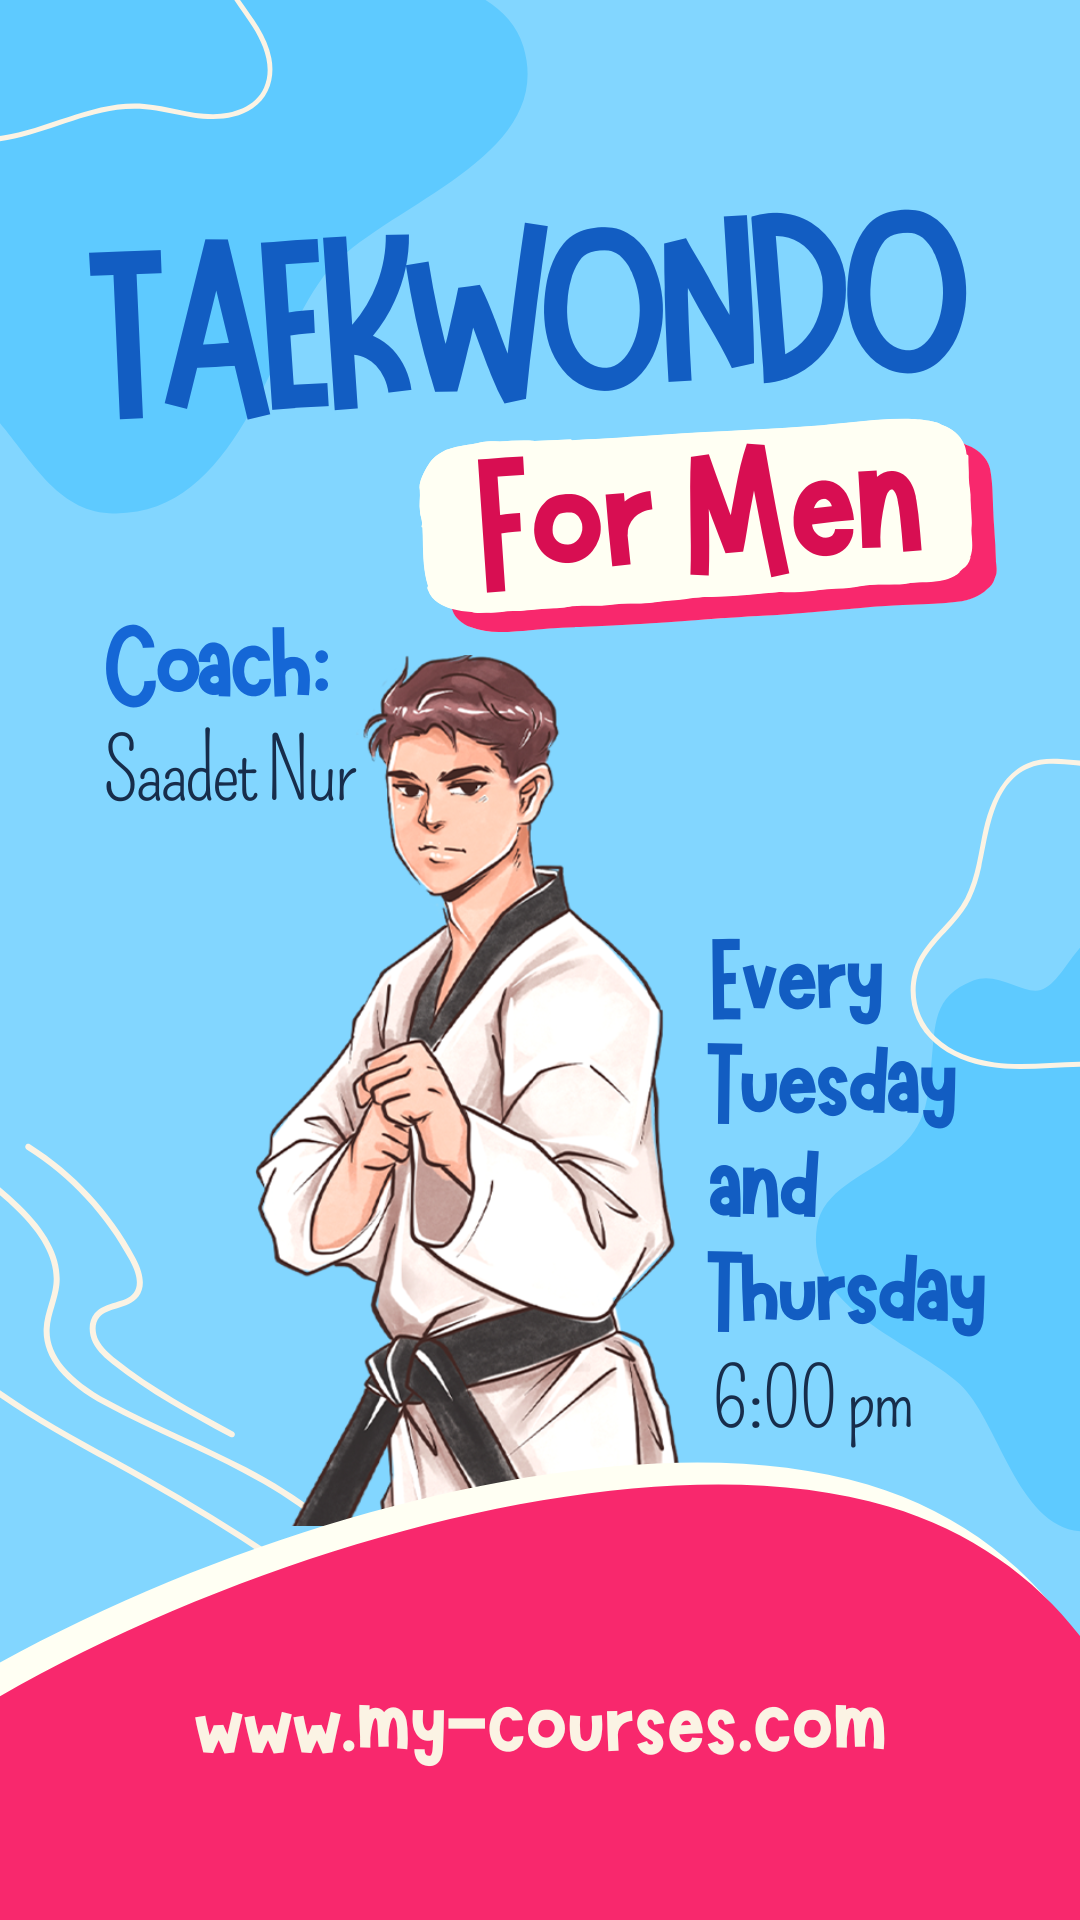 TAEKWONDO
For Men
Coach:
Saadet Nur
Every
Tuesday
and
Thursday
6:00 pm
www.my-courses.com